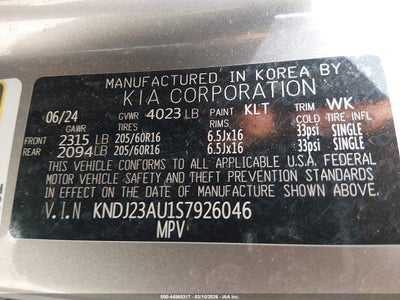 MANUFACTURED IN KOREA BY
KIA CORPORATION
06/24 GVWR 4023 LB PAINT KLT TRIM WK
GAWR TIRES COLD TIRE INFL
FRONT 2315 LB 205/60R16 6.5Jx16 33psi SINGLE
REAR 2094 LB 205/60R16 6.5Jx16 33psi SINGLE
THIS VEHICLE CONFORMS TO ALL APPLICABLE U.S.A. FEDERAL
MOTOR VEHICLE SAFETY, BUMPER, AND THEFT PREVENTION STANDARDS
IN EFFECT ON THE DATE OF MANUFACTURE SHOWN ABOVE.
V.I.N KNDJ23AU1S7926046
MPV
000-44565317 - 03/10/2026 - IAA Inc.